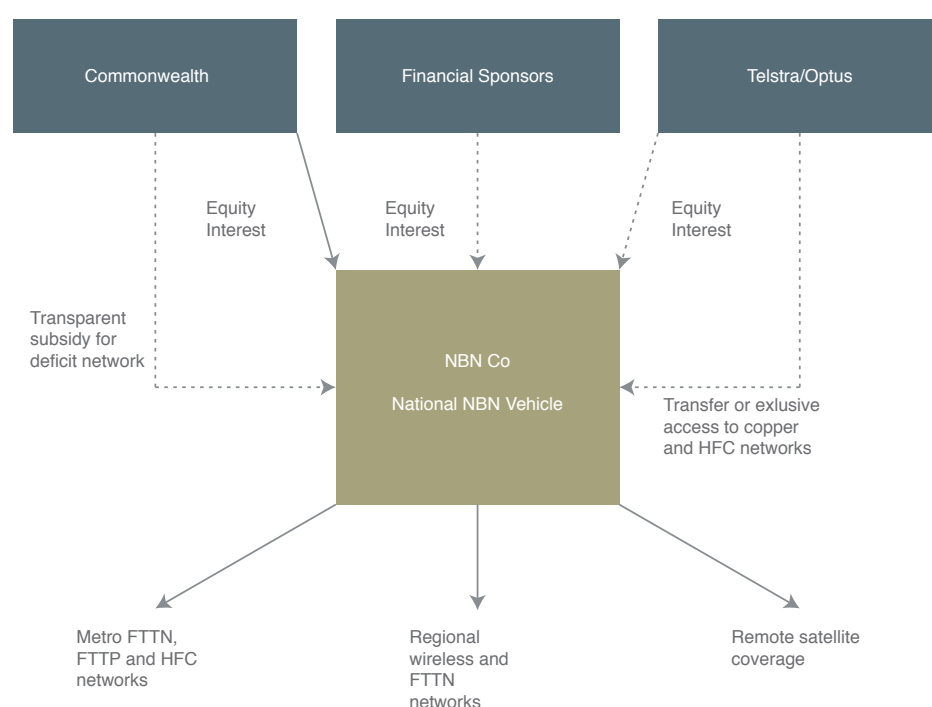 Commonwealth
Financial Sponsors
Telstra/Optus
Equity
Interest
Equity
Interest
Equity
Interest
Transparent
subsidy for
deficit network
NBN Co
National NBN Vehicle
Transfer or exlusive
access to copper
and HFC networks
Metro FTTN,
FTTP and HFC
networks
Regional
wireless and
FTTN
networks
Remote satellite
coverage